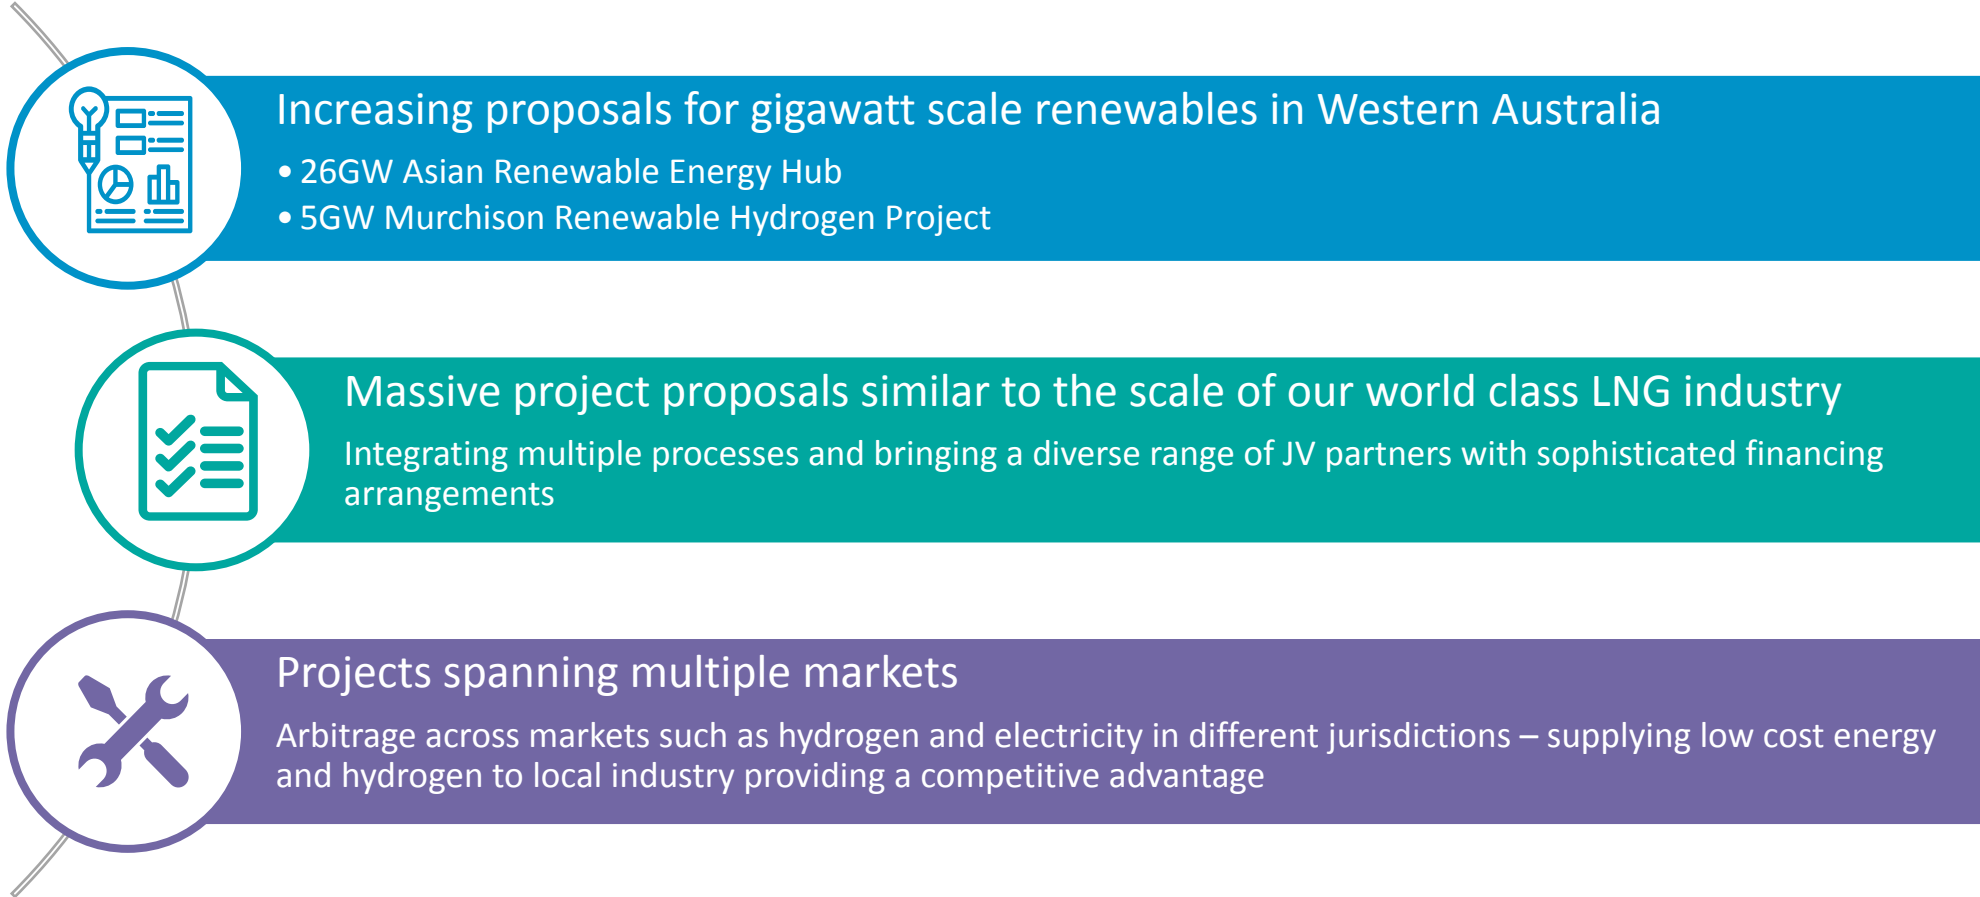 Increasing proposals for gigawatt scale renewables in Western Australia
• 26GW Asian Renewable Energy Hub
• 5GW Murchison Renewable Hydrogen Project
Massive project proposals similar to the scale of our world class LNG industry
Integrating multiple processes and bringing a diverse range of JV partners with sophisticated financing
arrangements
Projects spanning multiple markets
Arbitrage across markets such as hydrogen and electricity in different jurisdictions – supplying low cost energy
and hydrogen to local industry providing a competitive advantage